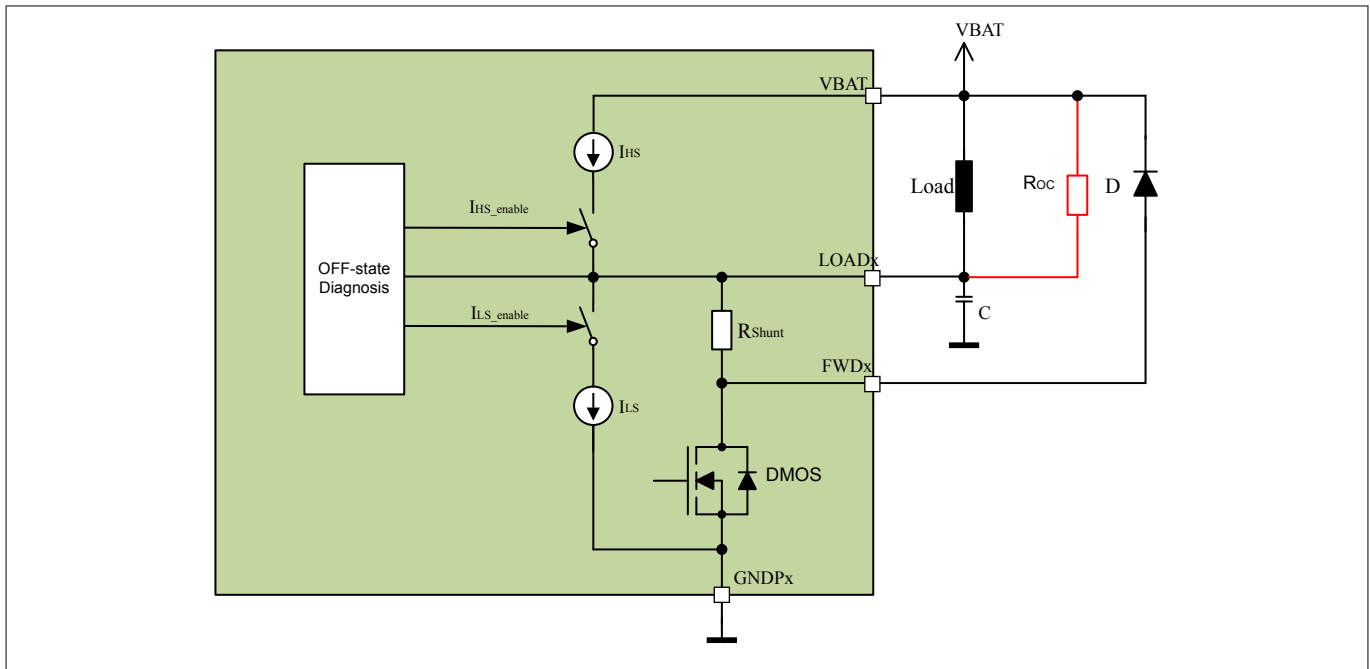 VBAT
VBAT
IHS
Load
ROC
D
IHS_enable
OFF-state
Diagnosis
LOADx
ILS_enable
C
RShunt
FWDx
ILS
DMOS
GNDPx